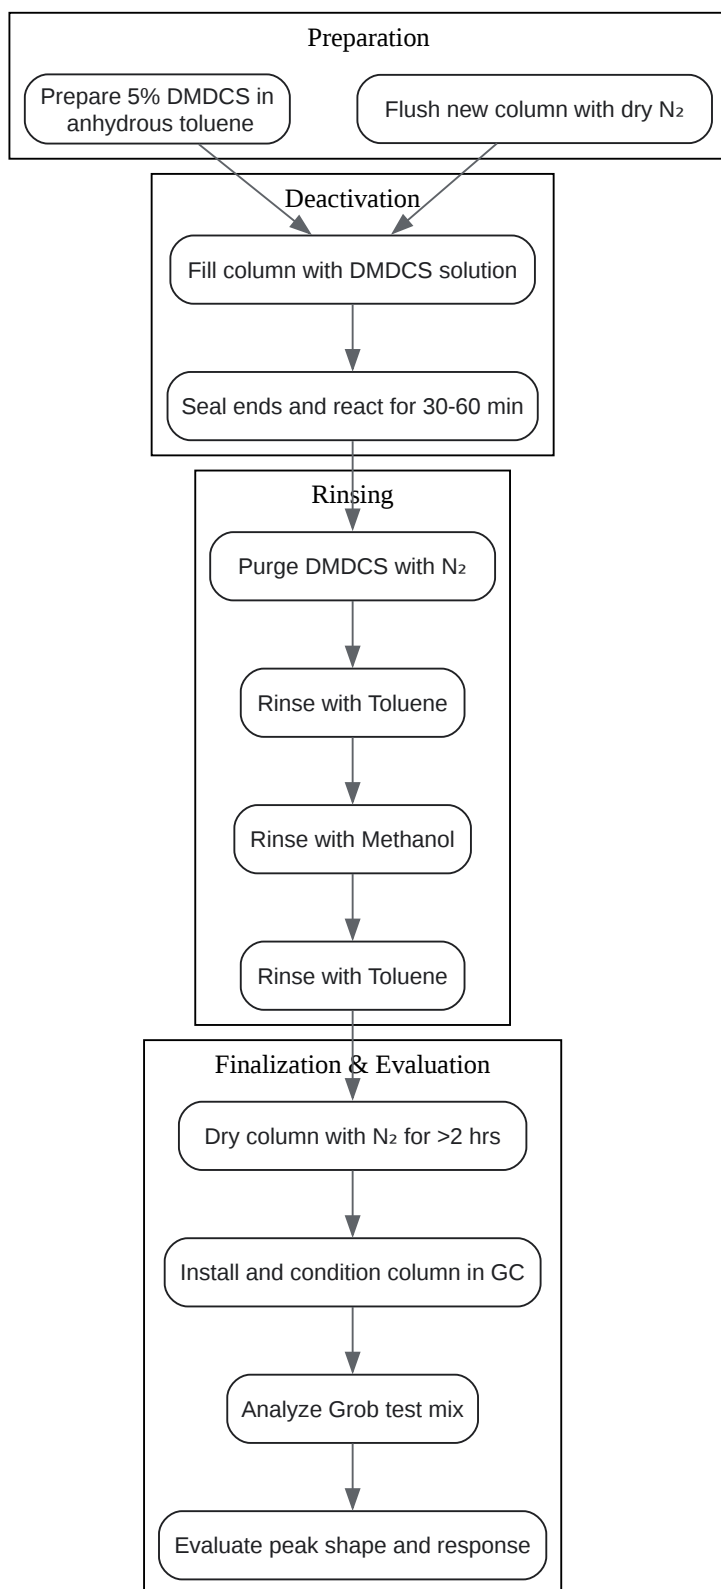 Preparation
Prepare 5% DMDCS in
anhydrous toluene
Flush new column with dry N₂
Deactivation
Fill column with DMDCS solution
Seal ends and react for 30-60 min
Rinsing
Purge DMDCS with N₂
Rinse with Toluene
Rinse with Methanol
Rinse with Toluene
Finalization & Evaluation
Dry column with N₂ for >2 hrs
Install and condition column in GC
Analyze Grob test mix
Evaluate peak shape and response